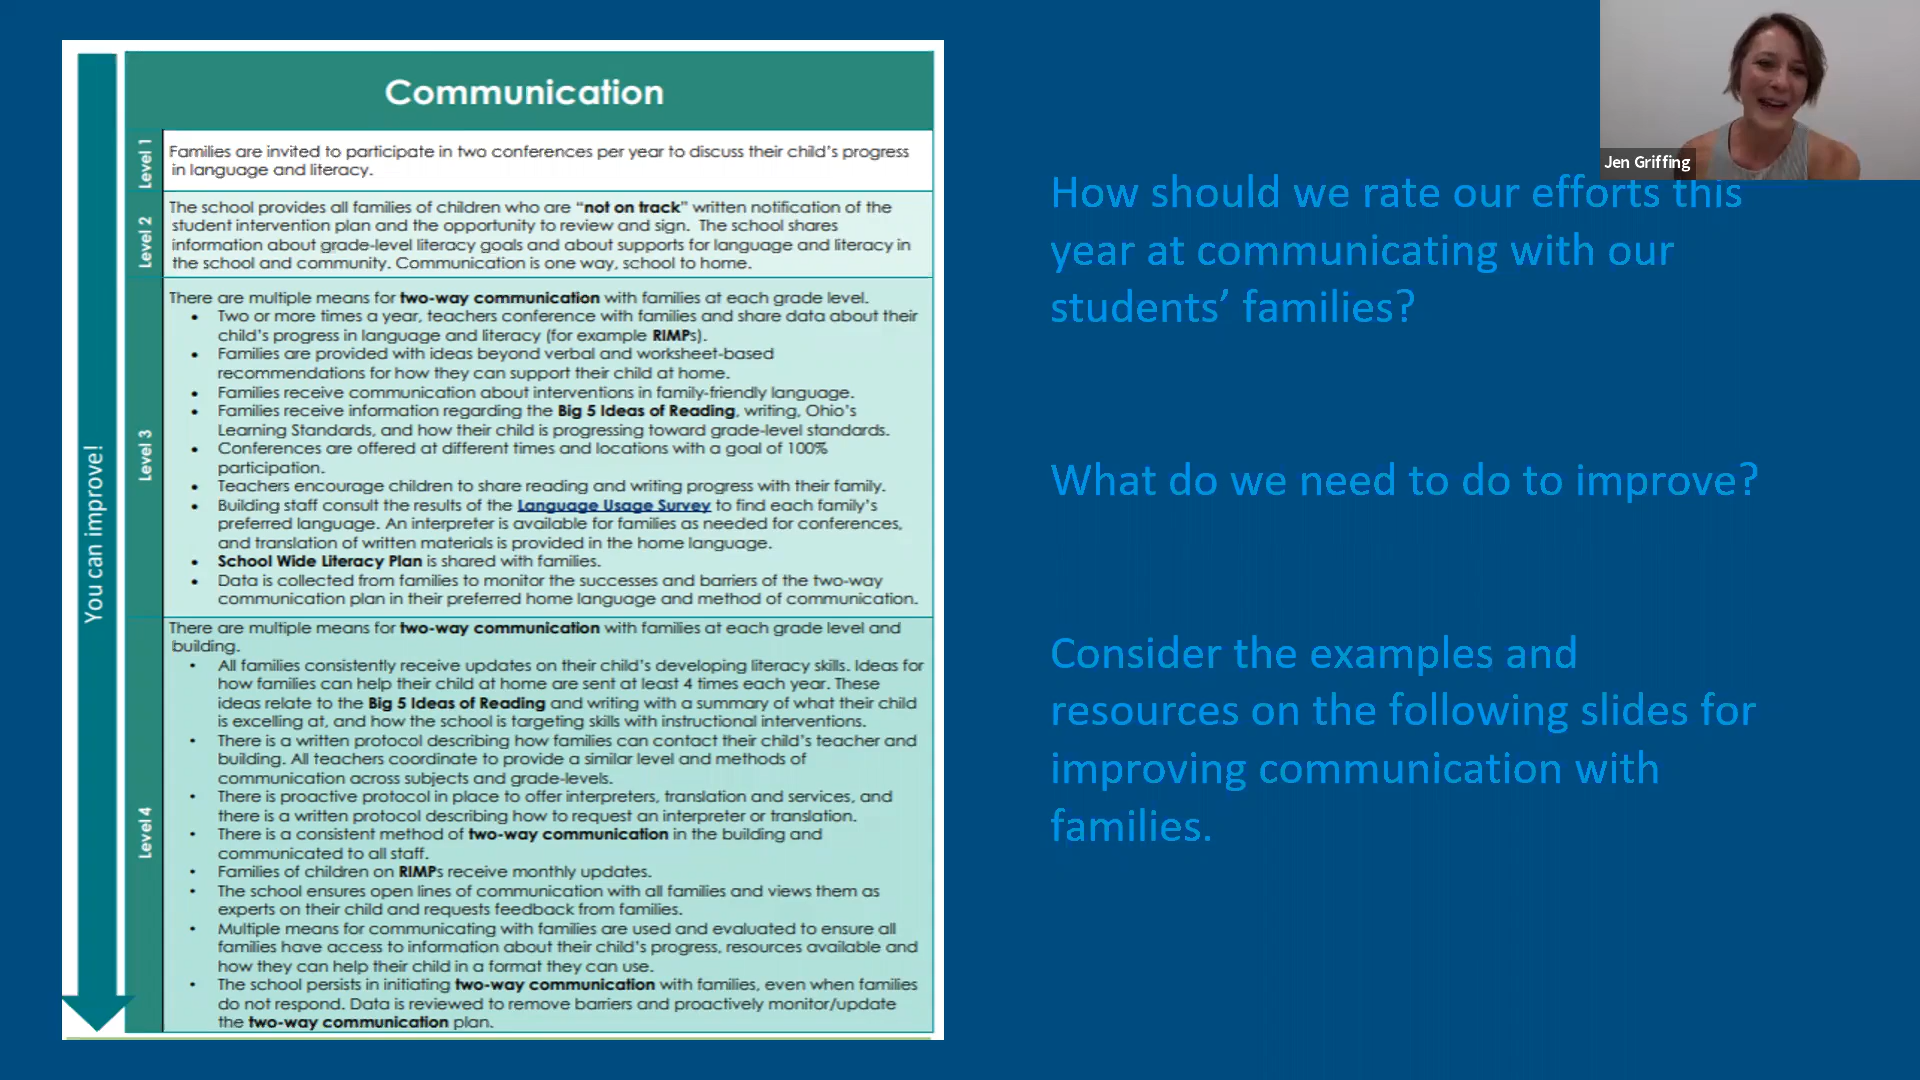 Communication
You can improve!
Level 1
Families are invited to participate in two conferences per year to discuss their child's progress
in language and literacy.
Level 2
The school provides all families of children who are "not on track" written notification of the
student intervention plan and the opportunity to review and sign. The school shares
information about grade-level literacy goals and about supports for language and literacy in
the school and community. Communication is one way, school to home.
Level 3
There are multiple means for two-way communication with families at each grade level.
• Two or more times a year, teachers conference with families and share data about their
child's progress in language and literacy (for example RIMPs).
• Families are provided with ideas beyond verbal and worksheet-based
recommendations for how they can support their child at home.
• Families receive communication about interventions in family-friendly language.
• Families receive information regarding the Big 5 Ideas of Reading, writing, Ohio's
Learning Standards, and how their child is progressing toward grade-level standards.
• Conferences are offered at different times and locations with a goal of 100%
participation.
• Teachers encourage children to share reading and writing progress with their family.
• Building staff consult the results of the Language Usage Survey to find each family's
preferred language. An interpreter is available for families as needed for conferences,
and translation of written materials is provided in the home language.
• School Wide Literacy Plan is shared with families.
• Data is collected from families to monitor the successes and barriers of the two-way
communication plan in their preferred home language and method of communication.
Level 4
There are multiple means for two-way communication with families at each grade level and
building.
• All families consistently receive updates on their child's developing literacy skills. Ideas for
how families can help their child at home are sent at least 4 times each year. These
ideas relate to the Big 5 Ideas of Reading and writing with a summary of what their child
is excelling at, and how the school is targeting skills with instructional interventions.
• There is a written protocol describing how families can contact their child's teacher and
building. All teachers coordinate to provide a similar level and methods of
communication across subjects and grade-levels.
• There is proactive protocol in place to offer interpreters, translation and services, and
there is a written protocol describing how to request an interpreter or translation.
• There is a consistent method of two-way communication in the building and
communicated to all staff.
• Families of children on RIMPs receive monthly updates.
• The school ensures open lines of communication with all families and views them as
experts on their child and requests feedback from families.
• Multiple means for communicating with families are used and evaluated to ensure all
families have access to information about their child's progress, resources available and
how they can help their child in a format they can use.
• The school persists in initiating two-way communication with families, even when families
do not respond. Data is reviewed to remove barriers and proactively monitor/update
the two-way communication plan.
Jen Griffing
How should we rate our efforts this
year at communicating with our
students' families?
What do we need to do to improve?
Consider the examples and
resources on the following slides for
improving communication with
families.